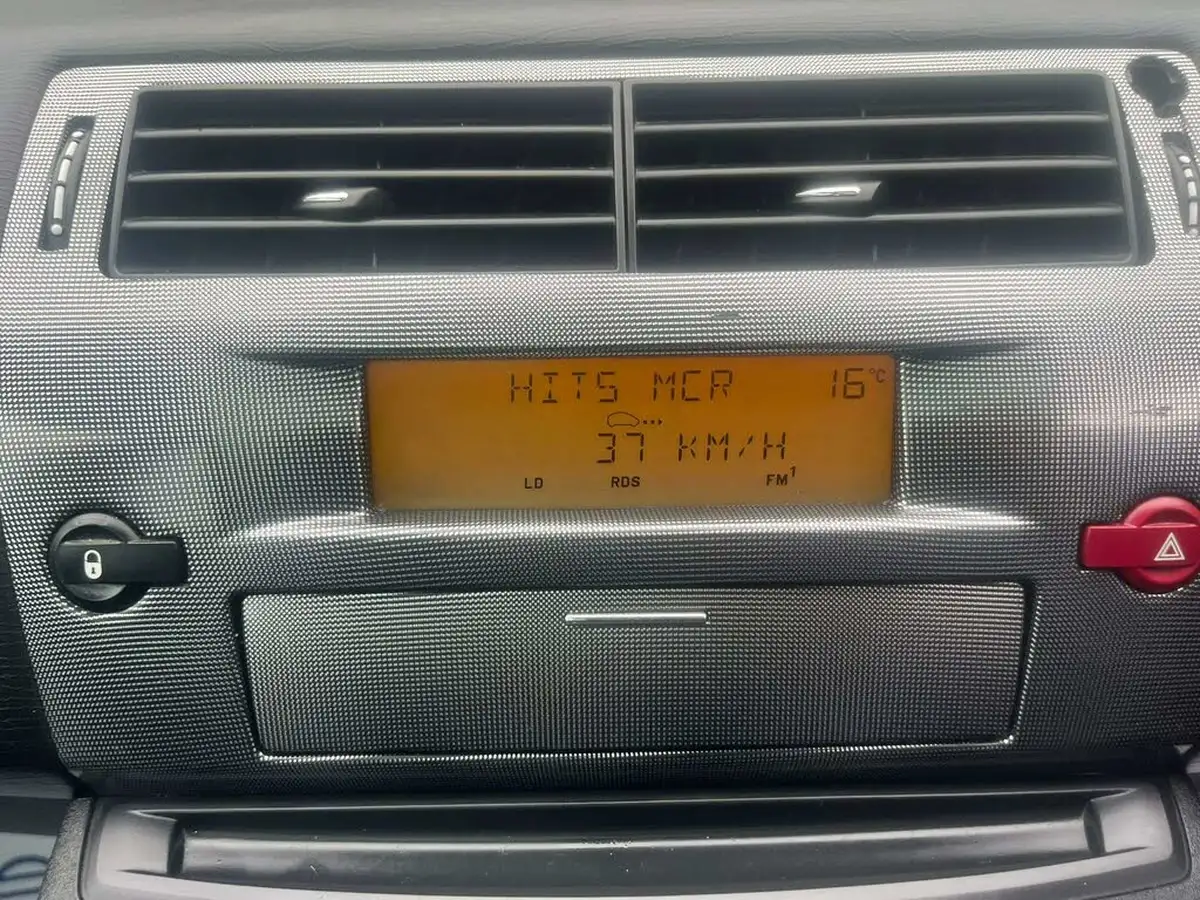 HITS MCR 16°C
37 KM/H
LD RDS FM1